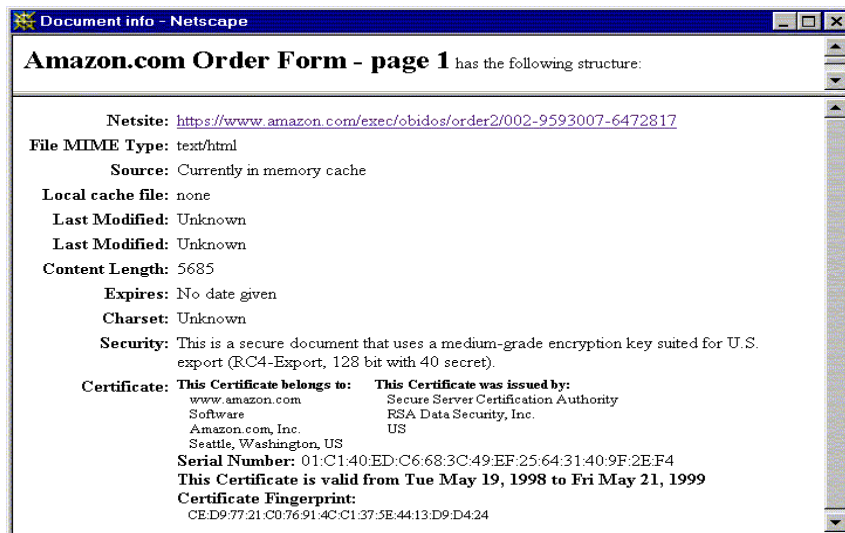 Document info - Netscape
Amazon.com Order Form - page 1 has the following structure:
Netsite: https://www.amazon.com/exec/obidos/order2/002-9593007-6472817
File MIME Type: text/html
Source: Currently in memory cache
Local cache file: none
Last Modified: Unknown
Last Modified: Unknown
Content Length: 5685
Expires: No date given
Charset: Unknown
Security: This is a secure document that uses a medium-grade encryption key suited for U.S.
export (RC4-Export, 128 bit with 40 secret).
Certificate: This Certificate belongs to: This Certificate was issued by:
www.amazon.com Secure Server Certification Authority
Software RSA Data Security, Inc.
Amazon.com, Inc. US
Seattle, Washington, US
Serial Number: 01:C1:40:ED:C6:68:3C:49:EF:25:64:31:40:9F:2E:F4
This Certificate is valid from Tue May 19, 1998 to Fri May 21, 1999
Certificate Fingerprint:
CE:D9:77:21:C0:76:91:4C:C1:37:5E:44:13:D9:D4:24